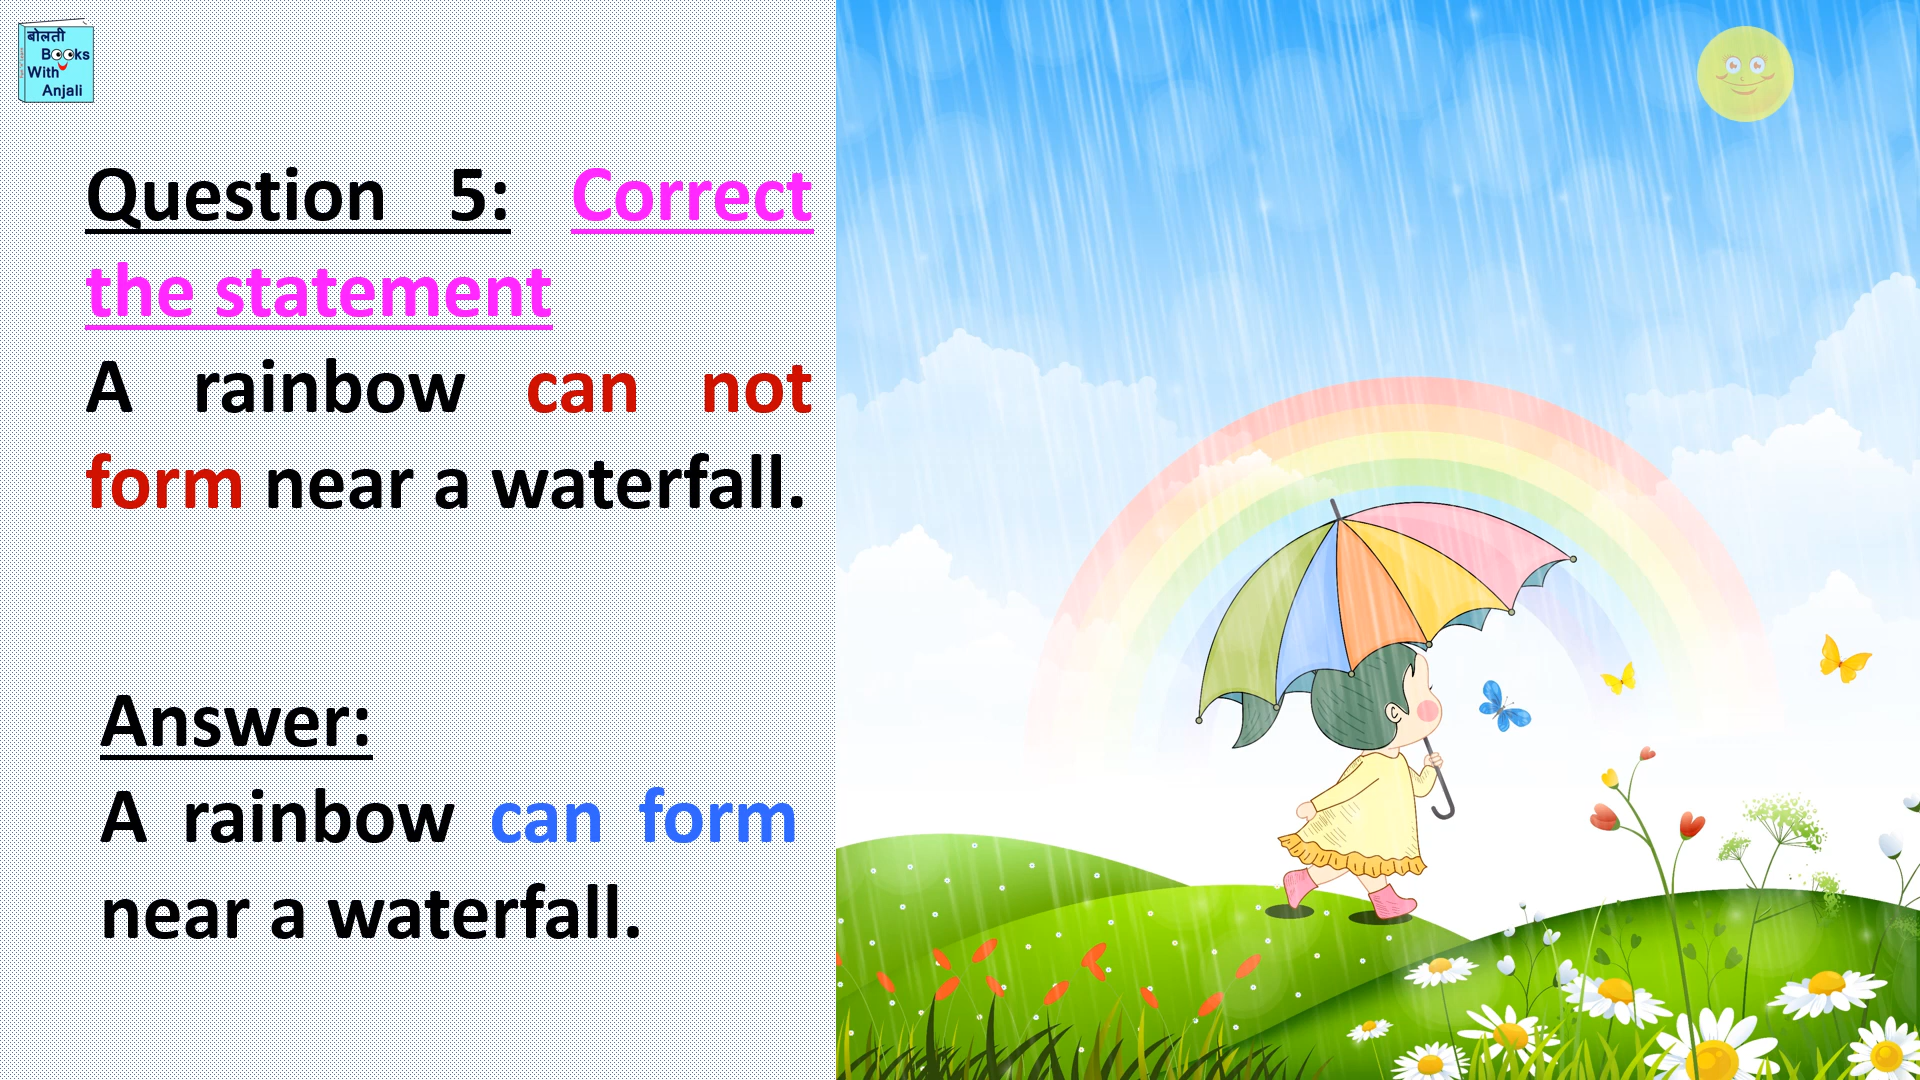 बोलती
Books
With
Anjali
Question 5: Correct
the statement
A rainbow can not
form near a waterfall.
Answer:
A rainbow can form
near a waterfall.